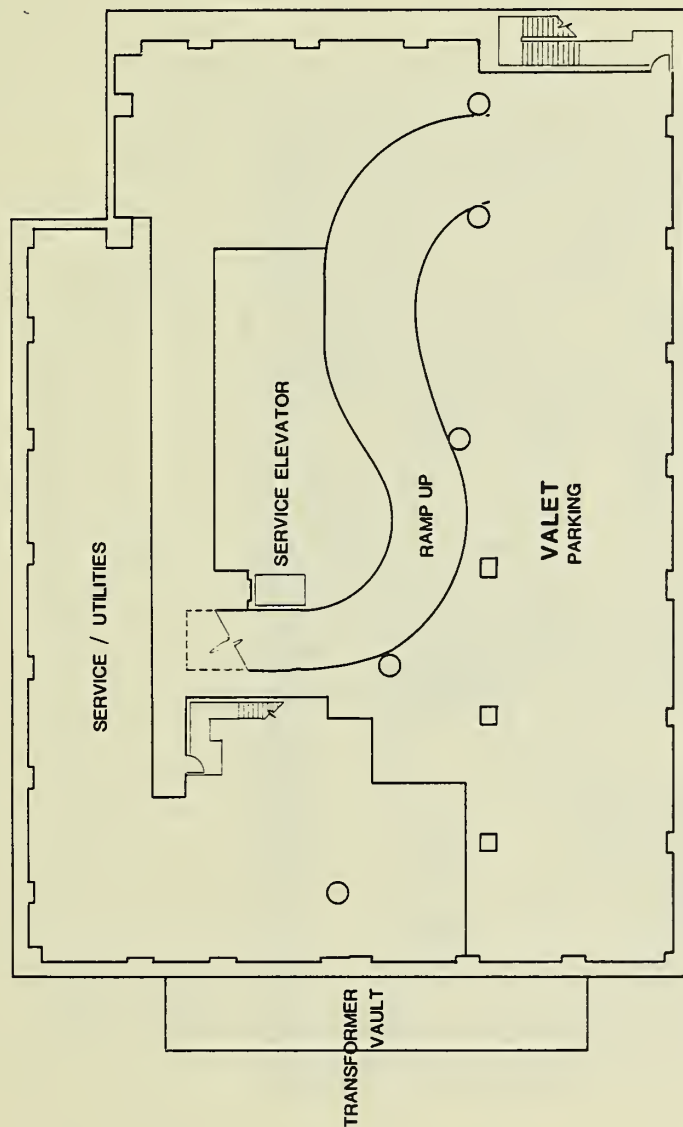 SERVICE / UTILITIES
SERVICE ELEVATOR
RAMP UP
VALET
PARKING
TRANSFORMER
VAULT